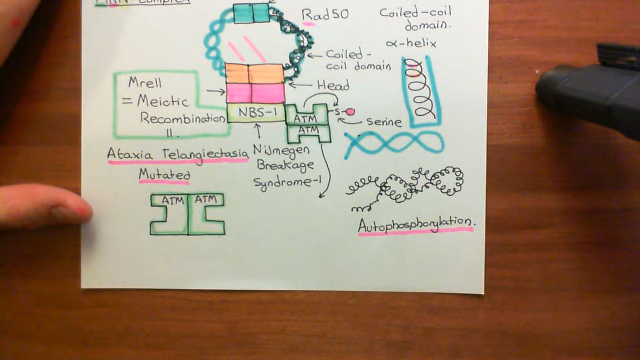 MRN Complex
Rad50
Coiled-coil
domain.
α-helix
Coiled-
coil domain
Head
Mre11
= Meiotic
Recombination
11.
NBS-1
ATM
ATM
S
Serine
Ataxia Telangiectasia
Mutated
Nijmegen
Breakage
Syndrome-1
ATM ATM
Autophosphorylation.